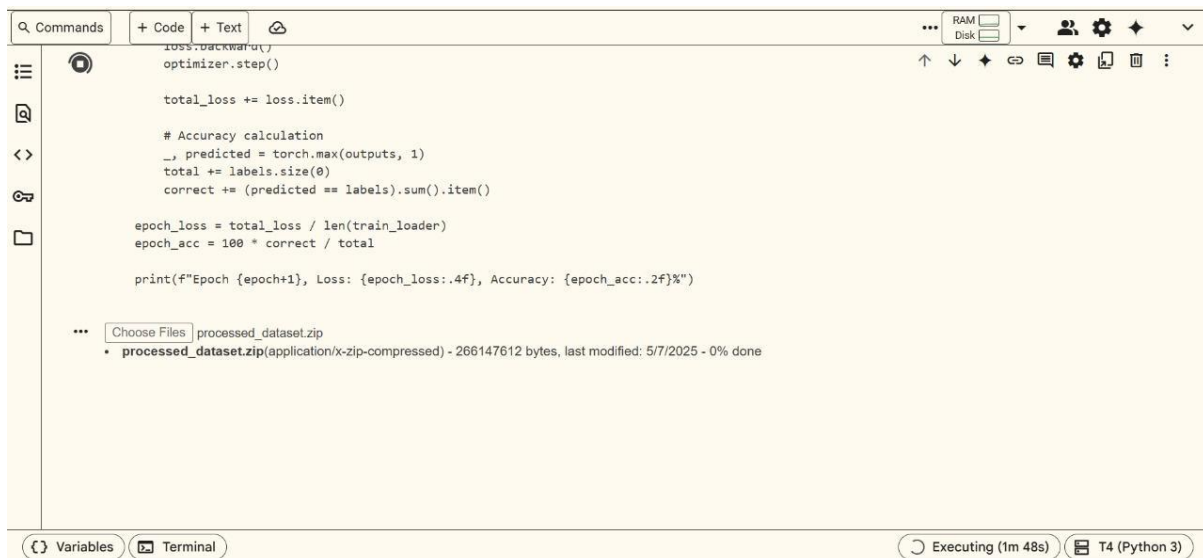 Commands + Code + Text RAM
Disk
loss.backward()
optimizer.step()
total_loss += loss.item()
# Accuracy calculation
_, predicted = torch.max(outputs, 1)
total += labels.size(0)
correct += (predicted == labels).sum().item()
epoch_loss = total_loss / len(train_loader)
epoch_acc = 100 * correct / total
print(f"Epoch {epoch+1}, Loss: {epoch_loss:.4f}, Accuracy: {epoch_acc:.2f}%")
Choose Files processed_dataset.zip
processed_dataset.zip(application/x-zip-compressed) - 266147612 bytes, last modified: 5/7/2025 - 0% done
{} Variables Terminal Executing (1m 48s) T4 (Python 3)